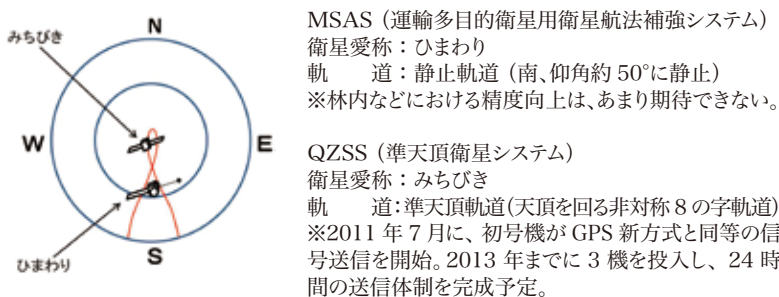 みちびき
N
W
E
S
ひまわり
MSAS（運輸多目的衛星用衛星航法補強システム）
衛星愛称：ひまわり
軌　　道：静止軌道（南、仰角約 50°に静止）
※林内などにおける精度向上は、あまり期待できない。
QZSS（準天頂衛星システム）
衛星愛称：みちびき
軌　　道：準天頂軌道（天頂を回る非対称８の字軌道）
※2011 年 7 月に、初号機が GPS 新方式と同等の信
号送信を開始。2013 年までに 3 機を投入し、24 時
間の送信体制を完成予定。